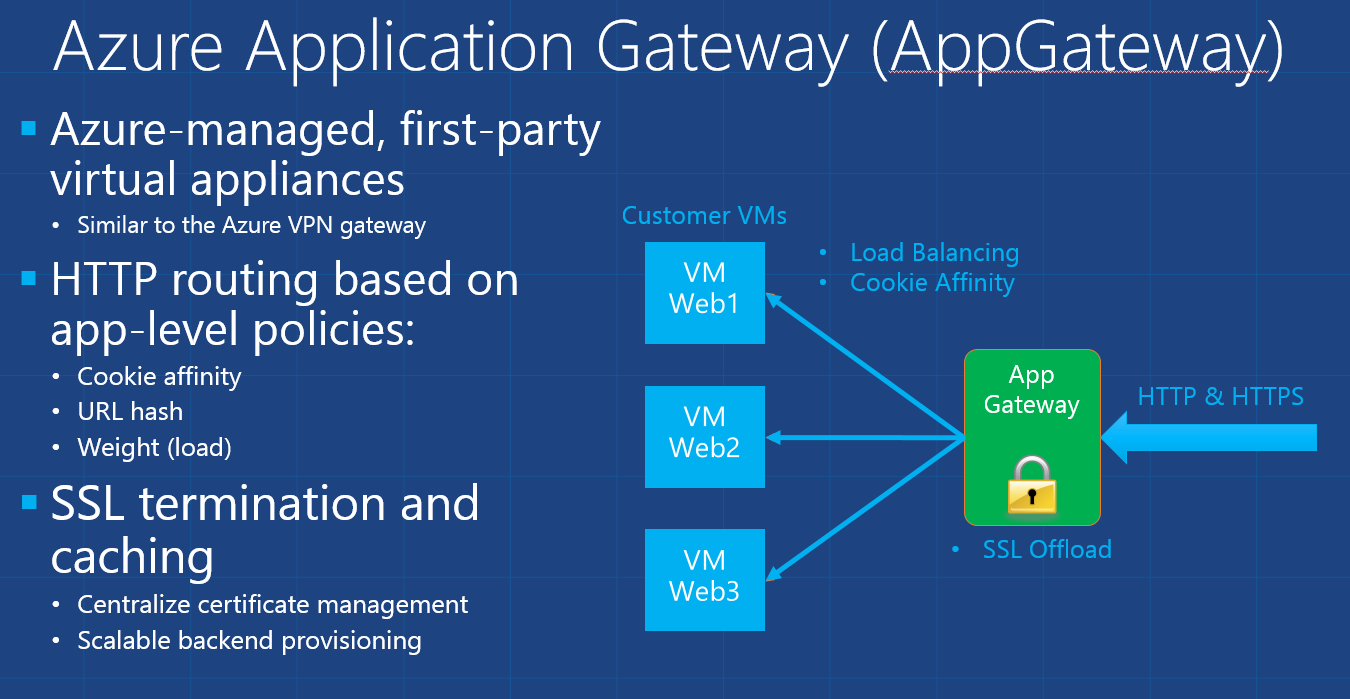 Azure Application Gateway (AppGateway)
Azure-managed, first-party
virtual appliances
• Similar to the Azure VPN gateway
HTTP routing based on
app-level policies:
• Cookie affinity
• URL hash
• Weight (load)
SSL termination and
caching
• Centralize certificate management
• Scalable backend provisioning
Customer VMs
VM
Web1
• Load Balancing
• Cookie Affinity
VM
Web2
VM
Web3
App
Gateway
HTTP & HTTPS
• SSL Offload